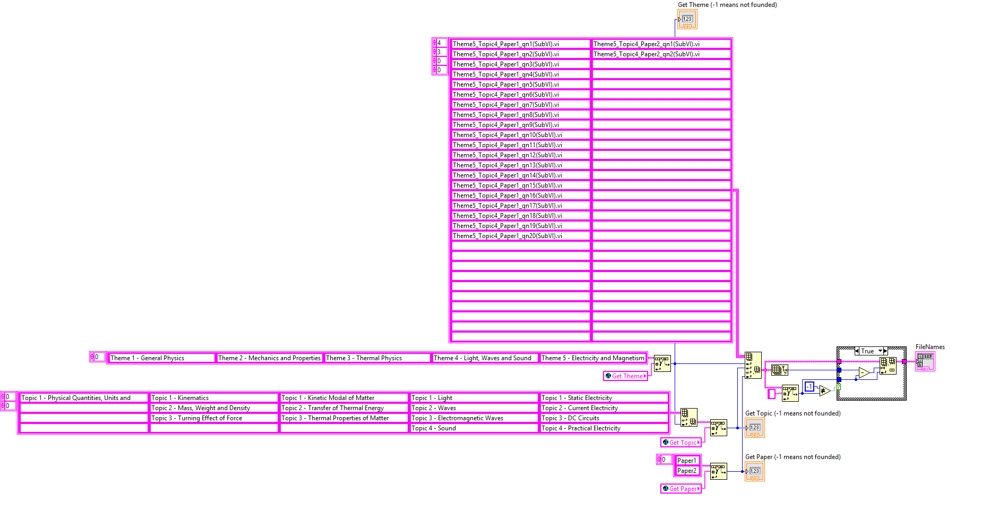 Get Theme (-1 means not founded)
1.23
DBL
4
3
0
0
Theme5_Topic4_Paper1_qn1(SubVI).vi Theme5_Topic4_Paper2_qn1(SubVI).vi
Theme5_Topic4_Paper1_qn2(SubVI).vi Theme5_Topic4_Paper2_qn2(SubVI).vi
Theme5_Topic4_Paper1_qn3(SubVI).vi
Theme5_Topic4_Paper1_qn4(SubVI).vi
Theme5_Topic4_Paper1_qn5(SubVI).vi
Theme5_Topic4_Paper1_qn6(SubVI).vi
Theme5_Topic4_Paper1_qn7(SubVI).vi
Theme5_Topic4_Paper1_qn8(SubVI).vi
Theme5_Topic4_Paper1_qn9(SubVI).vi
Theme5_Topic4_Paper1_qn10(SubVI).vi
Theme5_Topic4_Paper1_qn11(SubVI).vi
Theme5_Topic4_Paper1_qn12(SubVI).vi
Theme5_Topic4_Paper1_qn13(SubVI).vi
Theme5_Topic4_Paper1_qn14(SubVI).vi
Theme5_Topic4_Paper1_qn15(SubVI).vi
Theme5_Topic4_Paper1_qn16(SubVI).vi
Theme5_Topic4_Paper1_qn17(SubVI).vi
Theme5_Topic4_Paper1_qn18(SubVI).vi
Theme5_Topic4_Paper1_qn19(SubVI).vi
Theme5_Topic4_Paper1_qn20(SubVI).vi
0 Theme 1 - General Physics Theme 2 - Mechanics and Properties Theme 3 - Thermal Physics Theme 4 - Light, Waves and Sound Theme 5 - Electricity and Magnetism
Get Theme
True
FileNames
123
abc
-1
0 Topic 1 - Physical Quantities, Units and Topic 1 - Kinematics Topic 1 - Kinetic Modal of Matter Topic 1 - Light Topic 1 - Static Electricity
0 Topic 2 - Mass, Weight and Density Topic 2 - Transfer of Thermal Energy Topic 2 - Waves Topic 2 - Current Electricity
Topic 3 - Turning Effect of Force Topic 3 - Thermal Properties of Matter Topic 3 - Electromagnetic Waves Topic 3 - DC Circuits
Topic 4 - Sound Topic 4 - Practical Electricity
Get Topic
Get Topic (-1 means not founded)
1.23
DBL
0 Paper1
Paper2
Get Paper
Get Paper (-1 means not founded)
1.23
DBL